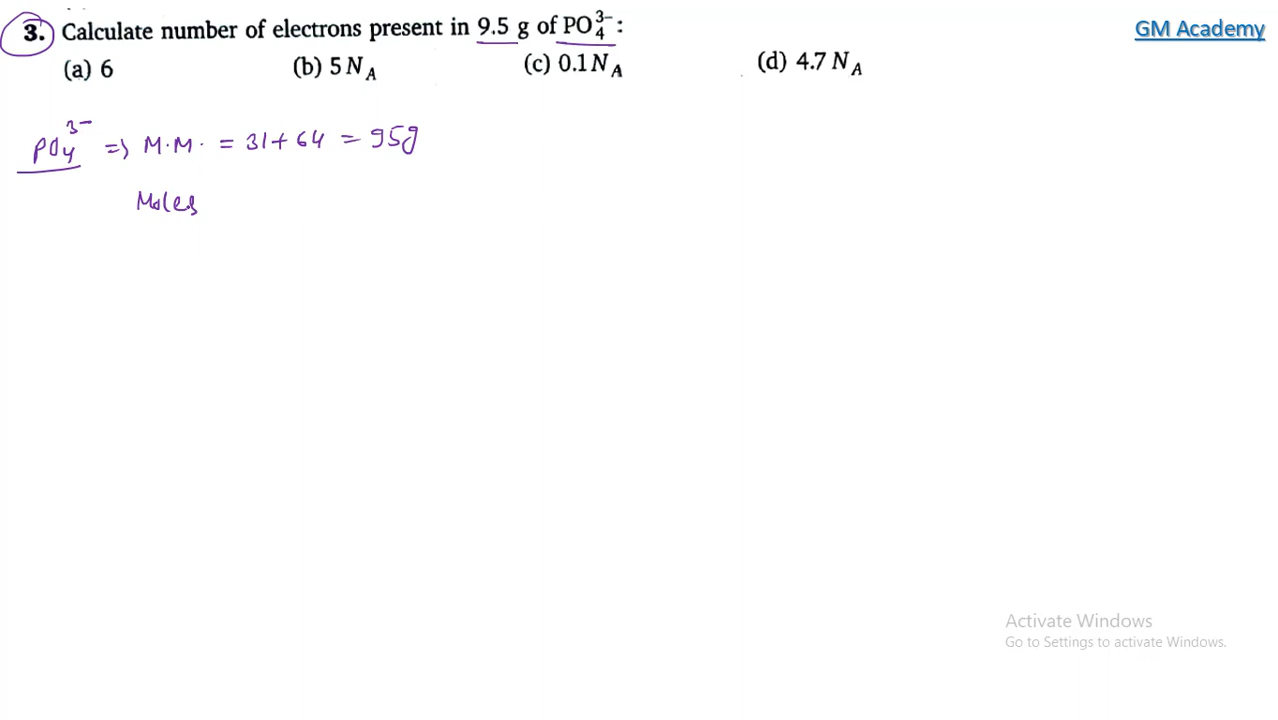 3. Calculate number of electrons present in 9.5 g of PO₄³⁻:
GM Academy
(a) 6 (b) 5 N_A (c) 0.1 N_A (d) 4.7 N_A
PO₄³⁻ ⇒ M.M. = 31 + 64 = 95g
Moles
Activate Windows
Go to Settings to activate Windows.